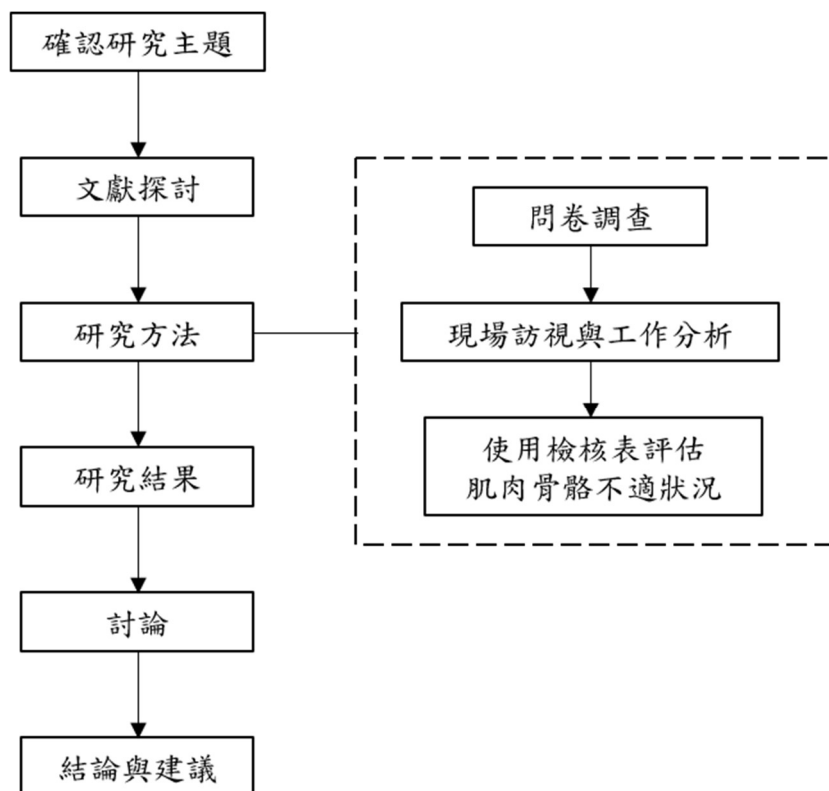 確認研究主題
文獻探討
研究方法
研究結果
討論
結論與建議
問卷調查
現場訪視與工作分析
使用檢核表評估
肌肉骨骼不適狀況